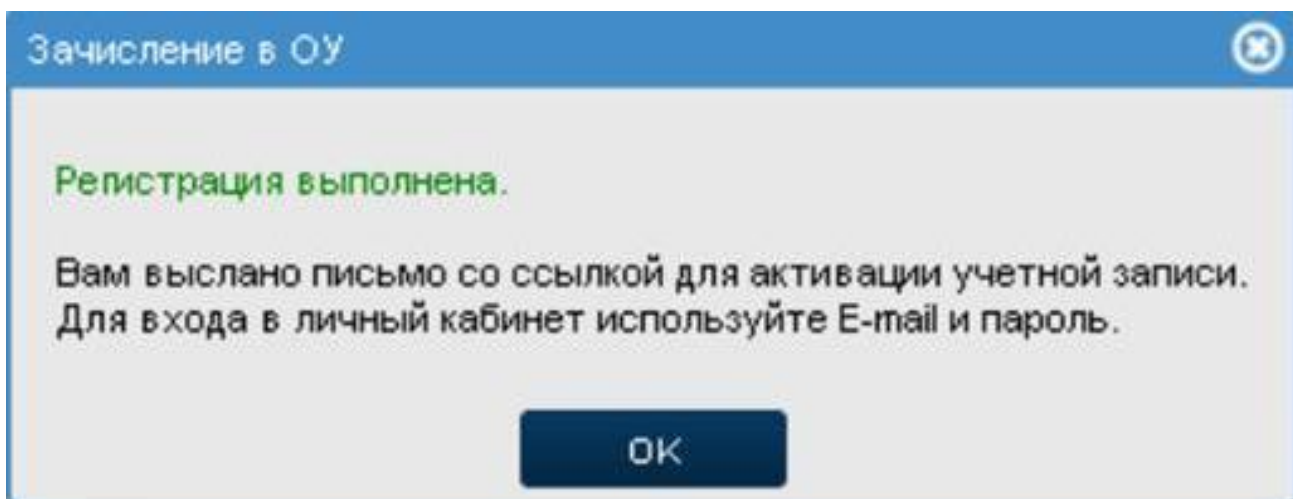 Зачисление в ОУ
Регистрация выполнена.
Вам выслано письмо со ссылкой для активации учетной записи.
Для входа в личный кабинет используйте E-mail и пароль.
OK